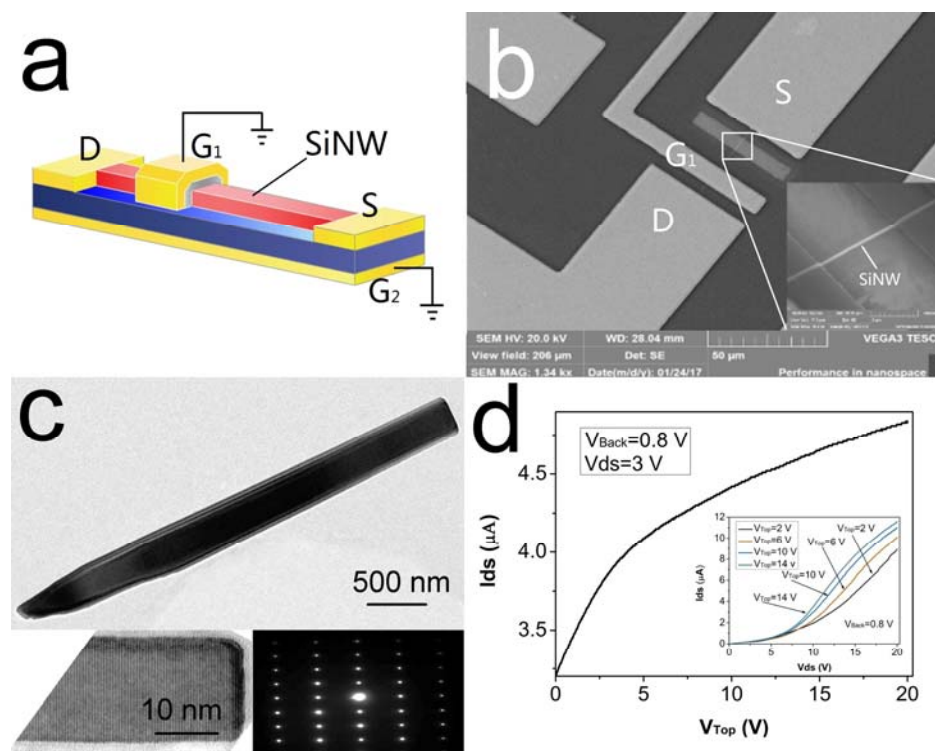 a
D
G1
SiNW
S
G2
b
S
G1
D
SiNW
SEM HV: 20.0 kV
WD: 28.04 mm
VEGA3 TESC
View field: 206 µm
Det: SE
50 µm
SEM MAG: 1.34 kx
Date(m/d/y): 01/24/17
Performance in nanospace
c
500 nm
10 nm
d
VBack=0.8 V
Vds=3 V
Ids (µA)
4.5
4.0
3.5
0
5
10
15
20
VTop (V)
VTop=2 V
VTop=6 V
VTop=10 V
VTop=14 v
VTop=2 V
VTop=6 V
VTop=10 V
VTop=14 V
VBack=0.8 V
Ids (µA)
12
10
8
6
4
2
0
0
5
10
15
20
Vds (V)